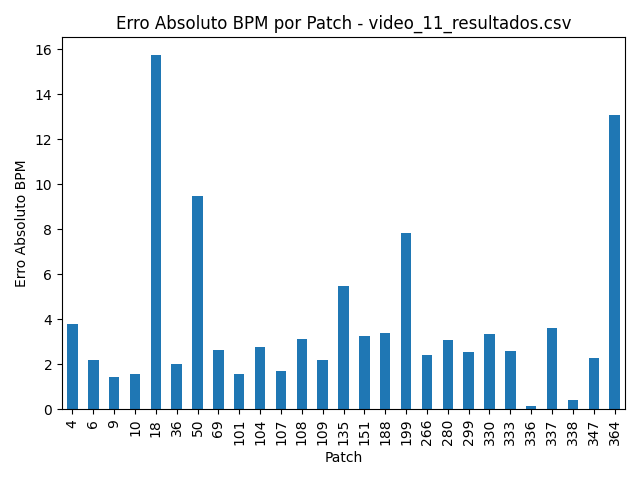 Erro Absoluto BPM por Patch - video_11_resultados.csv
Erro Absoluto BPM
16
14
12
10
8
6
4
2
0
4 6 9 10 18 36 50 69 101 104 107 108 109 135 151 188 199 266 280 299 330 333 336 337 338 347 364
Patch